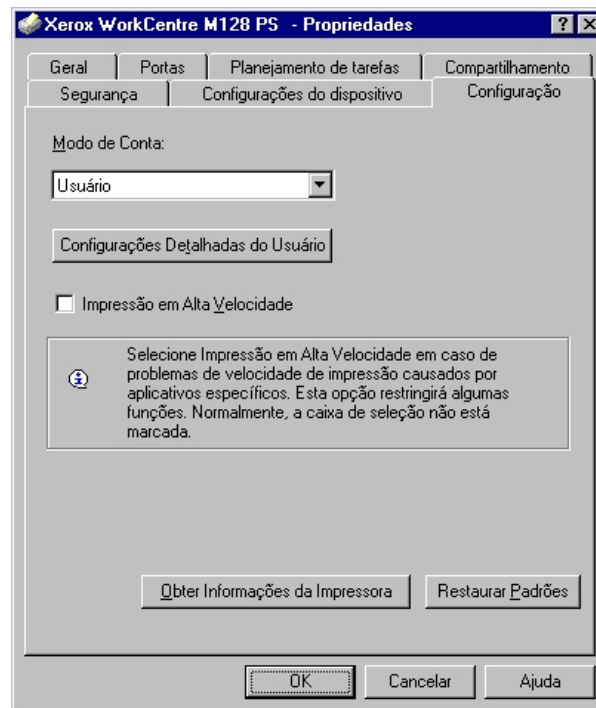 Xerox WorkCentre M128 PS - Propriedades
Geral Portas Planejamento de tarefas Compartilhamento
Segurança Configurações do dispositivo Configuração
Modo de Conta:
Usuário
Configurações Detalhadas do Usuário
Impressão em Alta Velocidade
Selecione Impressão em Alta Velocidade em caso de
problemas de velocidade de impressão causados por
aplicativos específicos. Esta opção restringirá algumas
funções. Normalmente, a caixa de seleção não está
marcada.
Obter Informações da Impressora Restaurar Padrões
OK Cancelar Ajuda